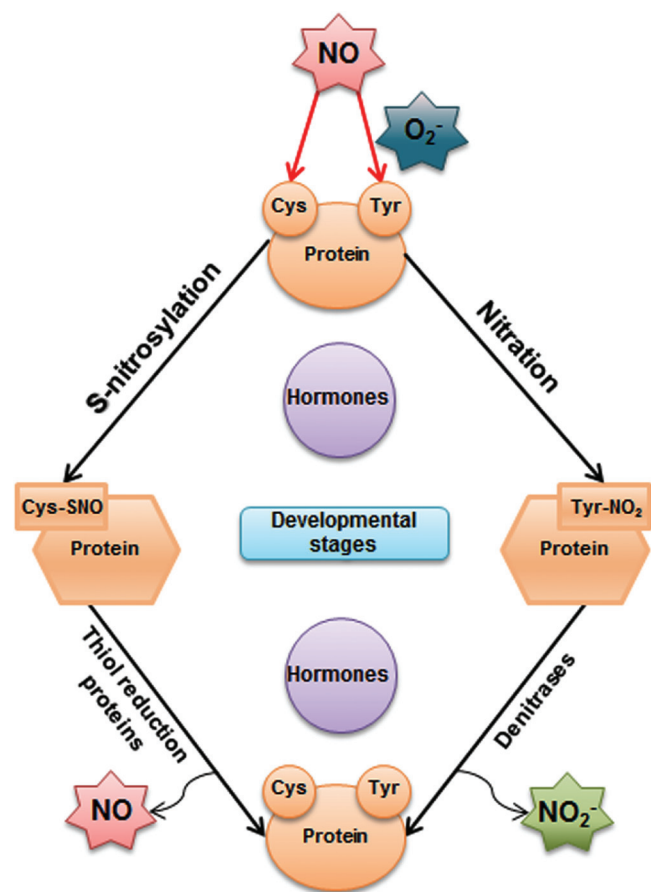 NO
O₂⁻
Cys
Tyr
Protein
S-nitrosylation
Nitration
Hormones
Cys-SNO
Protein
Developmental
stages
Tyr-NO₂
Protein
Thiol reduction
proteins
Hormones
Denitrases
Cys
Tyr
Protein
NO
NO₂⁻